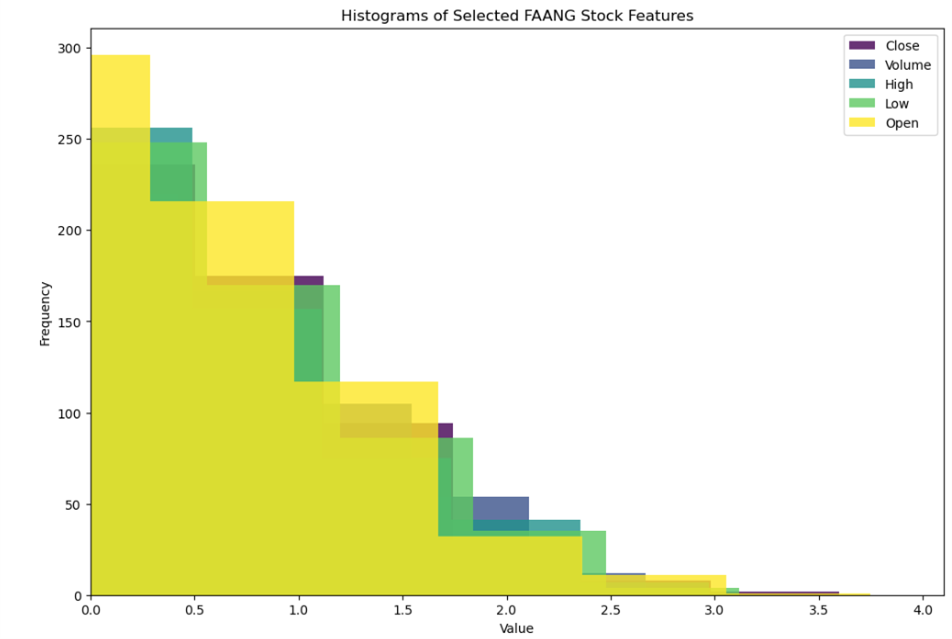 Histograms of Selected FAANG Stock Features
Close
Volume
High
Low
Open
300
250
200
150
100
50
0
Frequency
0.0 0.5 1.0 1.5 2.0 2.5 3.0 3.5 4.0
Value